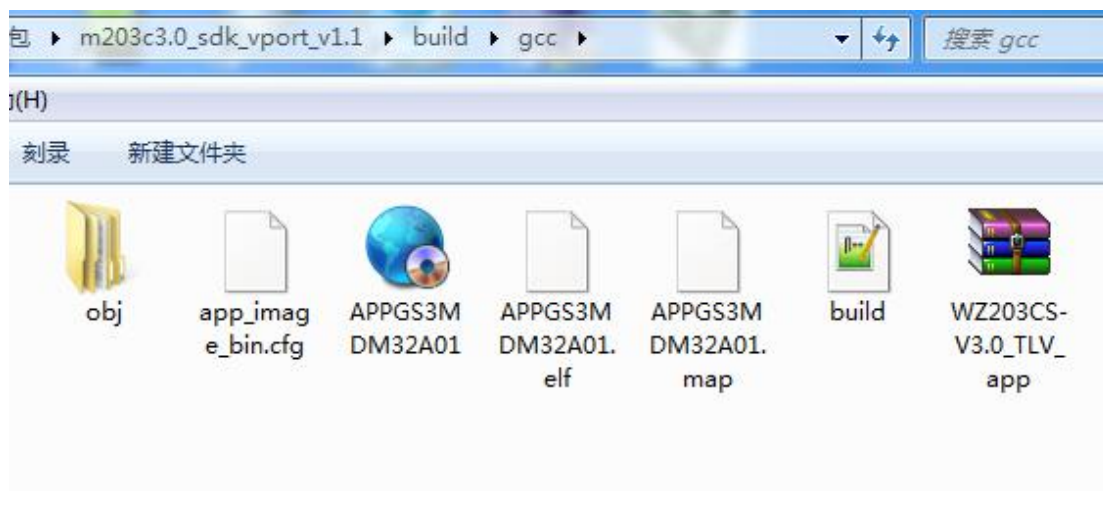 包 ▸ m203c3.0_sdk_vport_v1.1 ▸ build ▸ gcc ▸
搜索 gcc
(H)
刻录 新建文件夹
obj
app_imag
e_bin.cfg
APPGS3M
DM32A01
APPGS3M
DM32A01.
elf
APPGS3M
DM32A01.
map
build
WZ203CS-
V3.0_TLV_
app